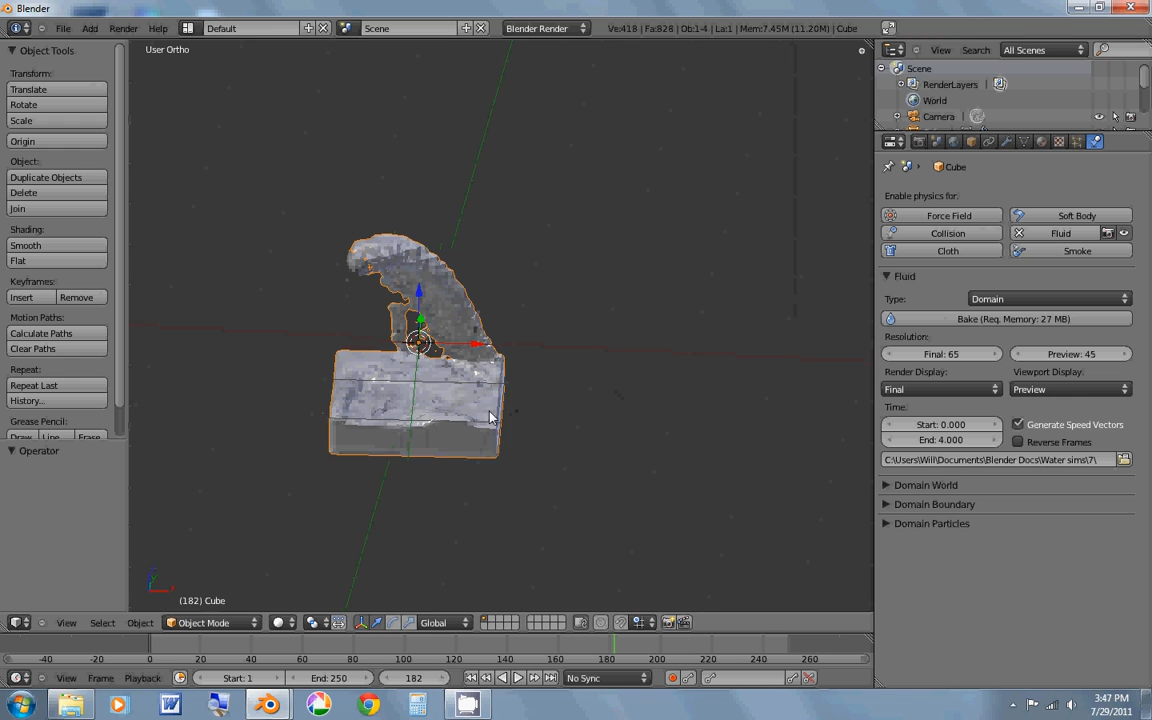 Blender
File Add Render Help Default Scene Blender Render Ve:418 | Fa:828 | Ob:1-4 | La:1 | Mem:7.45M (11.20M) | Cube
Object Tools
User Ortho
View Search All Scenes
Transform:
Translate
Rotate
Scale
Origin
Object:
Duplicate Objects
Delete
Join
Shading:
Smooth
Flat
Keyframes:
Insert Remove
Motion Paths:
Calculate Paths
Clear Paths
Repeat:
Repeat Last
History...
Grease Pencil:
Draw Line Erase
Operator
Scene
RenderLayers
World
Camera
Cube
Enable physics for:
Force Field Soft Body
Collision Fluid
Cloth Smoke
Fluid
Type: Domain
Bake (Req. Memory: 27 MB)
Resolution: Render Display: Viewport Display:
Final: 65 Preview: 45
Final Preview
Time:
Start: 0.000 Generate Speed Vectors
End: 4.000 Reverse Frames
C:\Users\Will\Documents\Blender Docs\Water sims\7\
Domain World
Domain Boundary
Domain Particles
(182) Cube
View Select Object Object Mode Global
-40 -20 0 20 40 60 80 100 120 140 160 180 200 220 240 260
View Frame Playback Start: 1 End: 250 182 No Sync
3:47 PM
7/29/2011